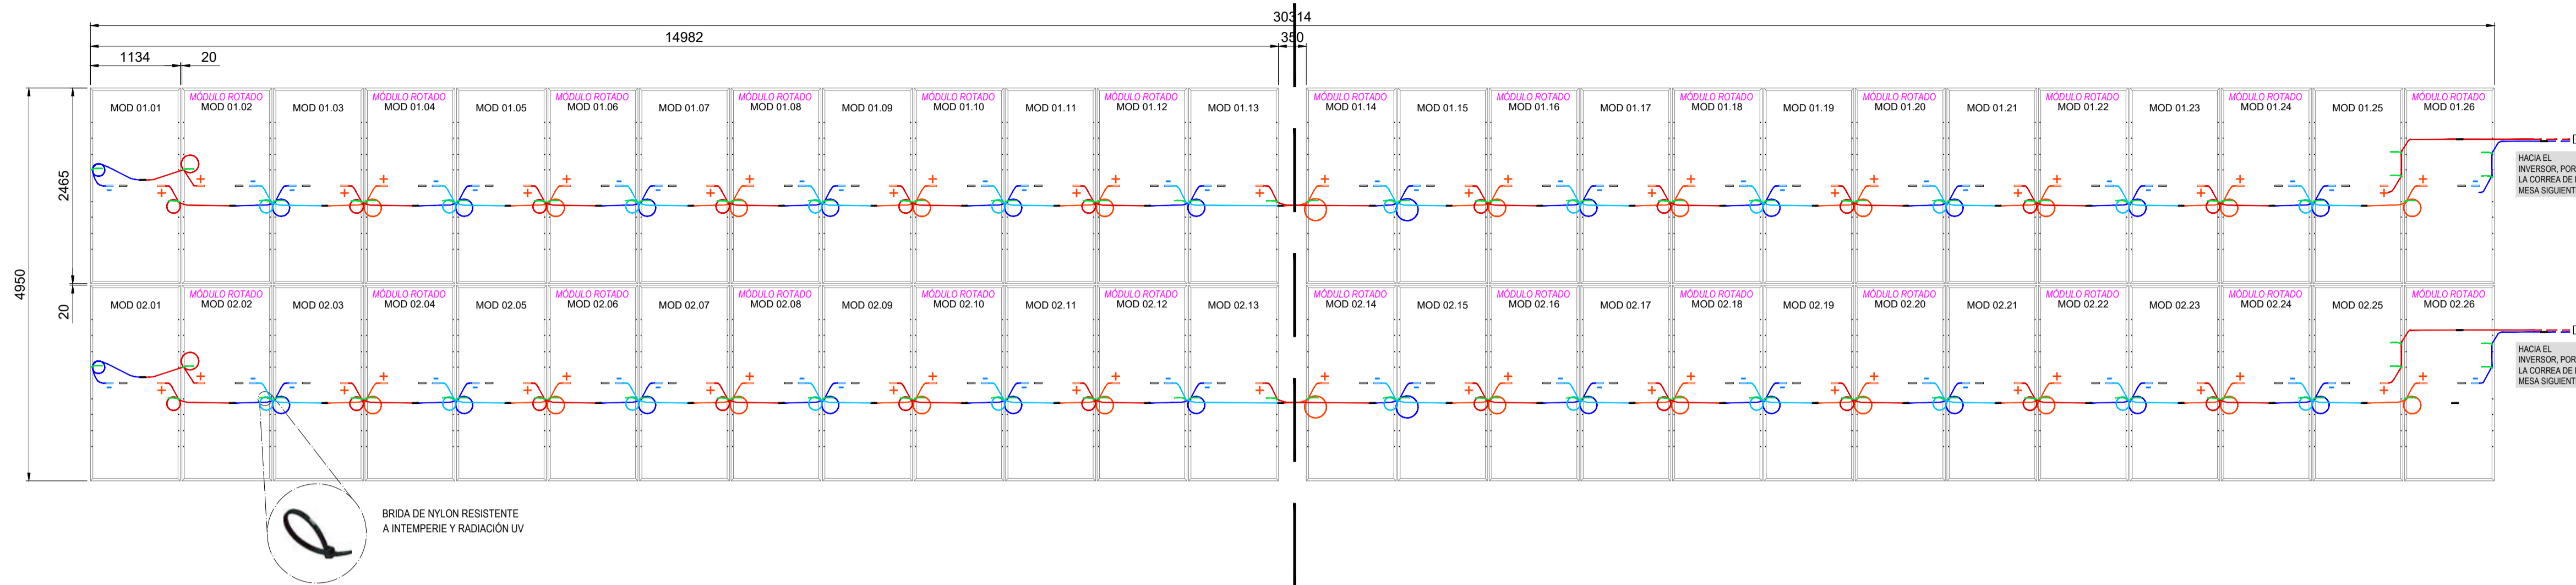 30314
14982
350
1134
20
MÓDULO ROTADO MÓDULO ROTADO MÓDULO ROTADO MÓDULO ROTADO MÓDULO ROTADO MÓDULO ROTADO MÓDULO ROTADO MÓDULO ROTADO MÓDULO ROTADO MÓDULO ROTADO MÓDULO ROTADO MÓDULO ROTADO MÓDULO ROTADO
MOD 01.01 MOD 01.02 MOD 01.03 MOD 01.04 MOD 01.05 MOD 01.06 MOD 01.07 MOD 01.08 MOD 01.09 MOD 01.10 MOD 01.11 MOD 01.12 MOD 01.13 MOD 01.14 MOD 01.15 MOD 01.16 MOD 01.17 MOD 01.18 MOD 01.19 MOD 01.20 MOD 01.21 MOD 01.22 MOD 01.23 MOD 01.24 MOD 01.25 MOD 01.26
HACIA EL
INVERSOR, POR
LA CORREA DE
MESA SIGUIENT
2465
4950
20
MÓDULO ROTADO MÓDULO ROTADO MÓDULO ROTADO MÓDULO ROTADO MÓDULO ROTADO MÓDULO ROTADO MÓDULO ROTADO MÓDULO ROTADO MÓDULO ROTADO MÓDULO ROTADO MÓDULO ROTADO MÓDULO ROTADO MÓDULO ROTADO
MOD 02.01 MOD 02.02 MOD 02.03 MOD 02.04 MOD 02.05 MOD 02.06 MOD 02.07 MOD 02.08 MOD 02.09 MOD 02.10 MOD 02.11 MOD 02.12 MOD 02.13 MOD 02.14 MOD 02.15 MOD 02.16 MOD 02.17 MOD 02.18 MOD 02.19 MOD 02.20 MOD 02.21 MOD 02.22 MOD 02.23 MOD 02.24 MOD 02.25 MOD 02.26
HACIA EL
INVERSOR, POR
LA CORREA DE
MESA SIGUIENT
BRIDA DE NYLON RESISTENTE
A INTEMPERIE Y RADIACIÓN UV